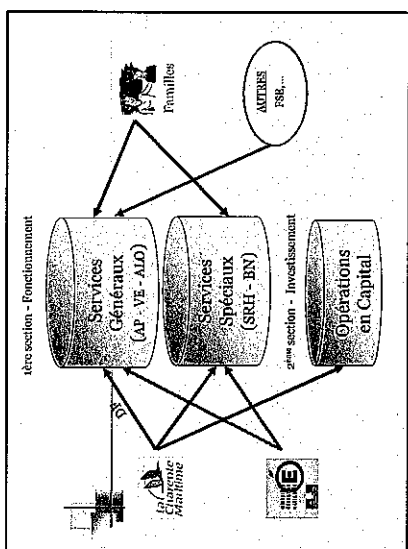 1ère section - Fonctionnement
Services
Généraux
(AP - VE - ALO)
Services
Spéciaux
(SRH - BN)
2ème section - Investissement
Opérations
en Capital
Familles
AUTRES
FSE,...
La
Charente
Maritime
E